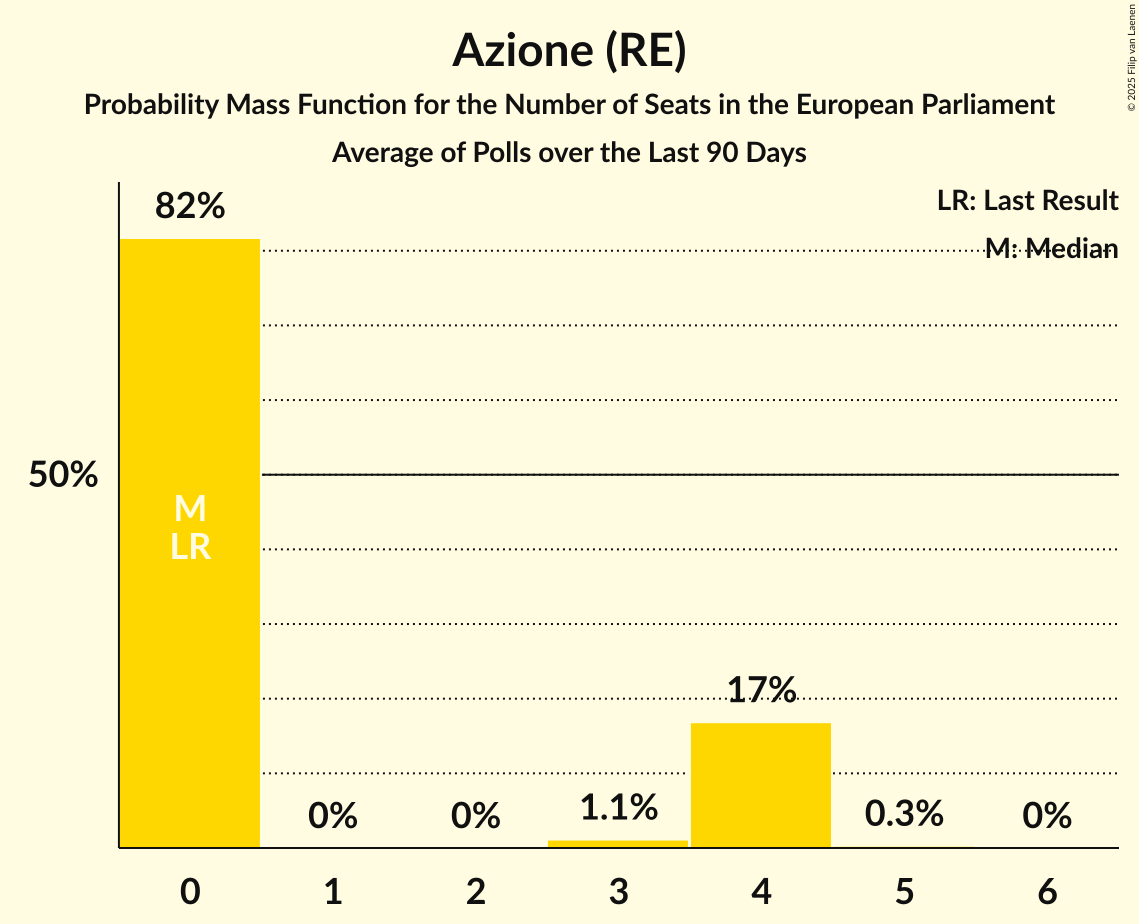 Azione (RE)
Probability Mass Function for the Number of Seats in the European Parliament
Average of Polls over the Last 90 Days
© 2025 Filip van Laenen
LR: Last Result
M: Median
82%
50%
M
LR
17%
0%
0%
1.1%
0.3%
0%
0
1
2
3
4
5
6